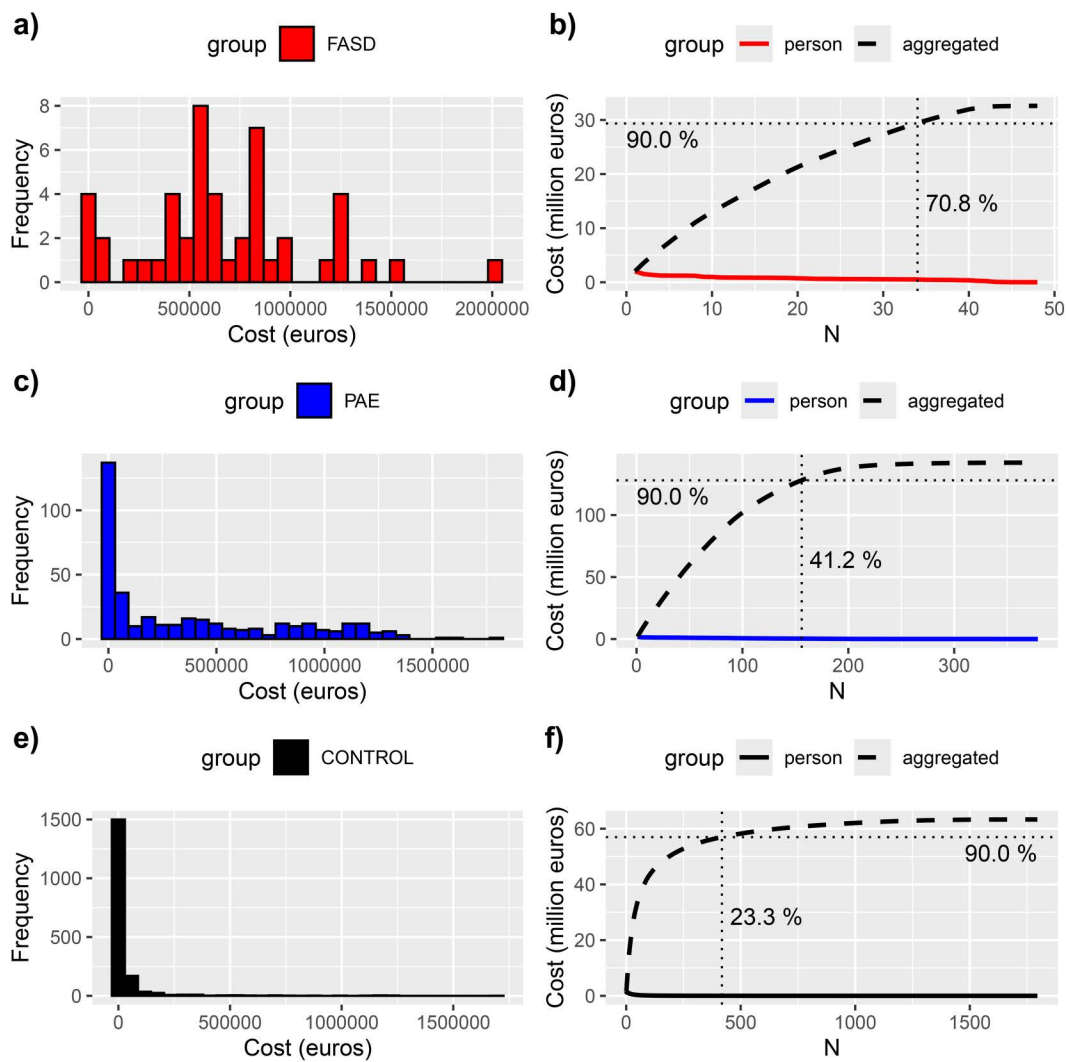 a)
group FASD
Frequency
8
6
4
2
0
0 500000 1000000 1500000 2000000
Cost (euros)
b)
group person aggregated
Cost (million euros)
30
20
10
0
90.0 %
70.8 %
0 10 20 30 40 50
N
c)
group PAE
Frequency
100
50
0
0 500000 1000000 1500000
Cost (euros)
d)
group person aggregated
Cost (million euros)
100
50
0
90.0 %
41.2 %
0 100 200 300
N
e)
group CONTROL
Frequency
1500
1000
500
0
0 500000 1000000 1500000
Cost (euros)
f)
group person aggregated
Cost (million euros)
60
40
20
0
90.0 %
23.3 %
0 500 1000 1500
N